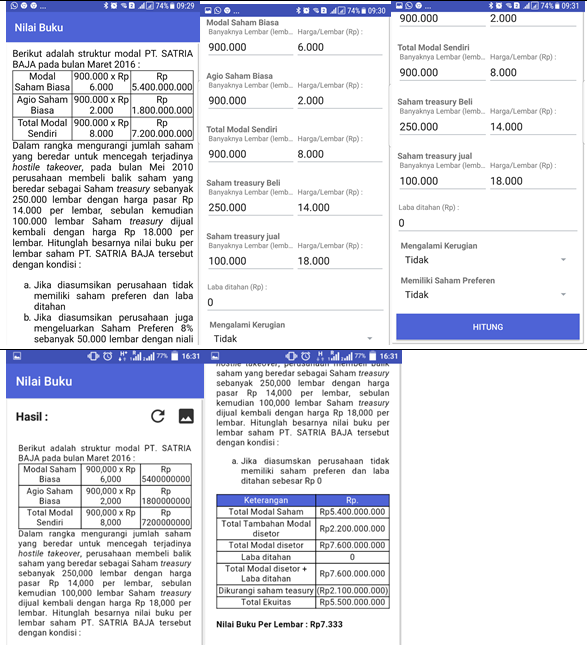 74% 09:29
Nilai Buku
Berikut adalah struktur modal PT. SATRIA
BAJA pada bulan Maret 2016 :
Modal Saham Biasa 900.000 x Rp 6.000 Rp 5.400.000.000
Agio Saham Biasa 900.000 x Rp 2.000 Rp 1.800.000.000
Total Modal Sendiri 900.000 x Rp 8.000 Rp 7.200.000.000
Dalam rangka mengurangi jumlah saham
yang beredar untuk mencegah terjadinya
hostile takeover, pada bulan Mei 2010
perusahaan membeli balik saham yang
beredar sebagai Saham treasury sebanyak
250.000 lembar dengan harga pasar Rp
14.000 per lembar, sebulan kemudian
100.000 lembar Saham treasury dijual
kembali dengan harga Rp 18.000 per
lembar. Hitunglah besarnya nilai buku per
lembar saham PT. SATRIA BAJA tersebut
dengan kondisi :
a. Jika diasumsikan perusahaan tidak
memiliki saham preferen dan laba
ditahan
b. Jika diasumsikan perusahaan juga
mengeluarkan Saham Preferen 8%
sebanyak 50.000 lembar dengan niali
74% 09:30
Modal Saham Biasa
Banyaknya Lembar (lemb... Harga/Lembar (Rp) :
900.000 6.000
Agio Saham Biasa
Banyaknya Lembar (lemb... Harga/Lembar (Rp) :
900.000 2.000
Total Modal Sendiri
Banyaknya Lembar (lemb... Harga/Lembar (Rp) :
900.000 8.000
Saham treasury Beli
Banyaknya Lembar (lemb... Harga/Lembar (Rp) :
250.000 14.000
Saham treasury jual
Banyaknya Lembar (lemb... Harga/Lembar (Rp) :
100.000 18.000
Laba ditahan (Rp) :
0
Mengalami Kerugian
Tidak
74% 09:31
900.000 2.000
Total Modal Sendiri
Banyaknya Lembar (lemb... Harga/Lembar (Rp) :
900.000 8.000
Saham treasury Beli
Banyaknya Lembar (lemb... Harga/Lembar (Rp) :
250.000 14.000
Saham treasury jual
Banyaknya Lembar (lemb... Harga/Lembar (Rp) :
100.000 18.000
Laba ditahan (Rp) :
0
Mengalami Kerugian
Tidak
Memiliki Saham Preferen
Tidak
HITUNG
77% 16:31
Nilai Buku
Hasil :
Berikut adalah struktur modal PT. SATRIA
BAJA pada bulan Maret 2016 :
Modal Saham Biasa 900,000 x Rp 6,000 Rp 5400000000
Agio Saham Biasa 900,000 x Rp 2,000 Rp 1800000000
Total Modal Sendiri 900,000 x Rp 8,000 Rp 7200000000
Dalam rangka mengurangi jumlah saham
yang beredar untuk mencegah terjadinya
hostile takeover, perusahaan membeli balik
saham yang beredar sebagai Saham treasury
sebanyak 250,000 lembar dengan harga
pasar Rp 14,000 per lembar, sebulan
kemudian 100,000 lembar Saham treasury
dijual kembali dengan harga Rp 18,000 per
lembar. Hitunglah besarnya nilai buku per
lembar saham PT. SATRIA BAJA tersebut
dengan kondisi :
77% 16:31
hostile takeover, perusahaan membeli balik
saham yang beredar sebagai Saham treasury
sebanyak 250,000 lembar dengan harga
pasar Rp 14,000 per lembar, sebulan
kemudian 100,000 lembar Saham treasury
dijual kembali dengan harga Rp 18,000 per
lembar. Hitunglah besarnya nilai buku per
lembar saham PT. SATRIA BAJA tersebut
dengan kondisi :
a. Jika diasumskan perusahaan tidak
memiliki saham preferen dan laba
ditahan sebesar Rp 0
Keterangan Rp.
Total Modal Saham Rp5.400.000.000
Total Tambahan Modal disetor Rp2.200.000.000
Total Modal disetor Rp7.600.000.000
Laba ditahan 0
Total Modal disetor + Laba ditahan Rp7.600.000.000
Dikurangi saham teasury (Rp2.100.000.000)
Total Ekuitas Rp5.500.000.000
Nilai Buku Per Lembar : Rp7.333